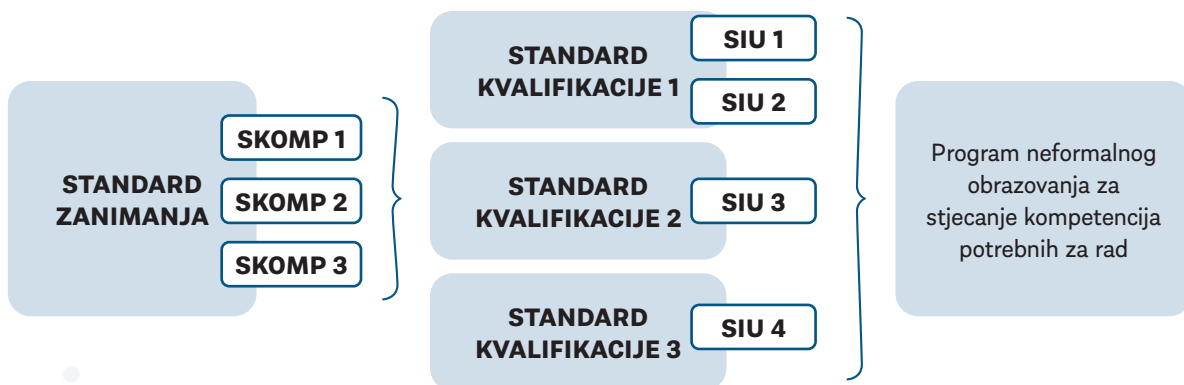 STANDARD
ZANIMANJA
SKOMP 1
SKOMP 2
SKOMP 3
STANDARD
KVALIFIKACIJE 1
SIU 1
SIU 2
STANDARD
KVALIFIKACIJE 2
SIU 3
STANDARD
KVALIFIKACIJE 3
SIU 4
Program neformalnog
obrazovanja za
stjecanje kompetencija
potrebnih za rad